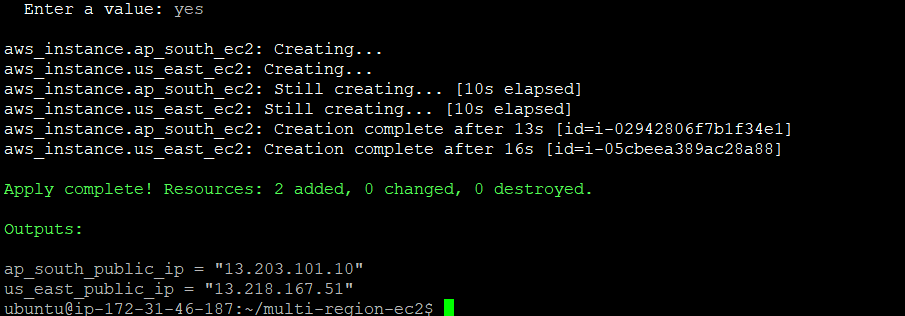 Enter a value: yes
aws_instance.ap_south_ec2: Creating...
aws_instance.us_east_ec2: Creating...
aws_instance.ap_south_ec2: Still creating... [10s elapsed]
aws_instance.us_east_ec2: Still creating... [10s elapsed]
aws_instance.ap_south_ec2: Creation complete after 13s [id=i-02942806f7b1f34e1]
aws_instance.us_east_ec2: Creation complete after 16s [id=i-05cbeea389ac28a88]
Apply complete! Resources: 2 added, 0 changed, 0 destroyed.
Outputs:
ap_south_public_ip = "13.203.101.10"
us_east_public_ip = "13.218.167.51"
ubuntu@ip-172-31-46-187:~/multi-region-ec2$